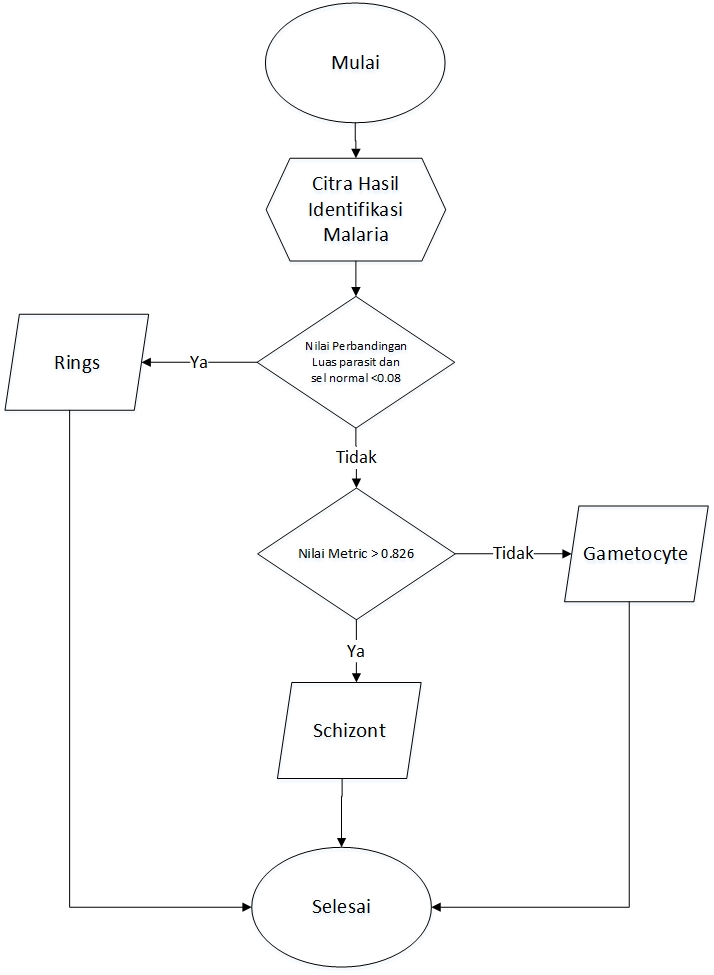 Mulai
Citra Hasil
Identifikasi
Malaria
Nilai Perbandingan
Luas parasit dan
sel normal <0.08
Ya
Rings
Tidak
Nilai Metric > 0.826
Tidak
Gametocyte
Ya
Schizont
Selesai